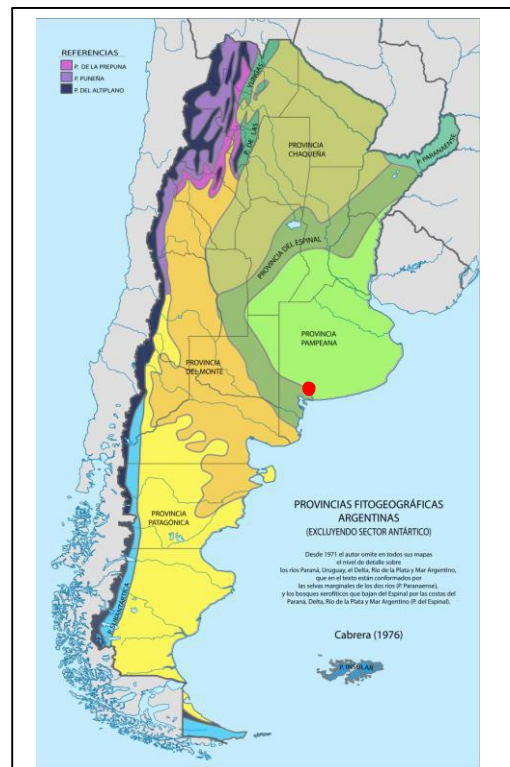 REFERENCIAS
P. DE LA PREPUNA
P. PUNEÑA
P. DEL ALTIPLANO
P. DE LAS
YUNGAS
PROVINCIA
CHAQUEÑA
P. PARANAENSE
PROVINCIA DEL ESPINAL
PROVINCIA
PAMPEANA
PROVINCIA
DEL MONTE
PROVINCIA
PATAGÓNICA
P. SUBANTÁRTICA
PROVINCIAS FITOGEOGRÁFICAS
ARGENTINAS
(EXCLUYENDO SECTOR ANTÁRTICO)
Desde 1971 el autor omite en todos sus mapas
el nivel de detalle sobre
los ríos Paraná, Uruguay, el Delta, Río de la Plata y Mar Argentino,
que en el texto están conformados por
las selvas marginales de los dos ríos (P. Paranaense),
y los bosques xerofíticos que bajan del Espinal por las costas del
Paraná, Delta, Río de la Plata y Mar Argentino (P. del Espinal).
Cabrera (1976)
P. INSULAR